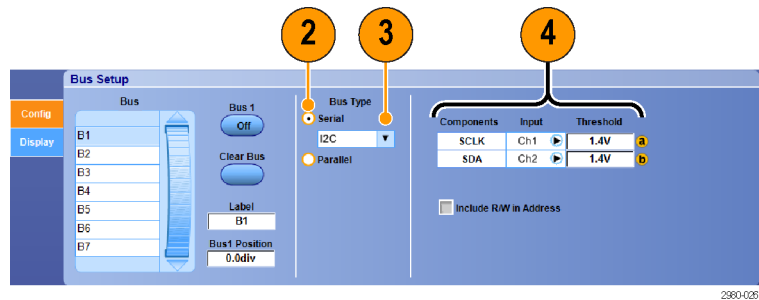 2 3 4
Bus Setup
Config
Display
Bus
B1
B2
B3
B4
B5
B6
B7
Bus 1
Off
Clear Bus
Label
B1
Bus1 Position
0.0div
Bus Type
Serial
I2C
Parallel
Components Input Threshold
SCLK Ch1 1.4V a
SDA Ch2 1.4V b
Include R/W in Address
2980-026